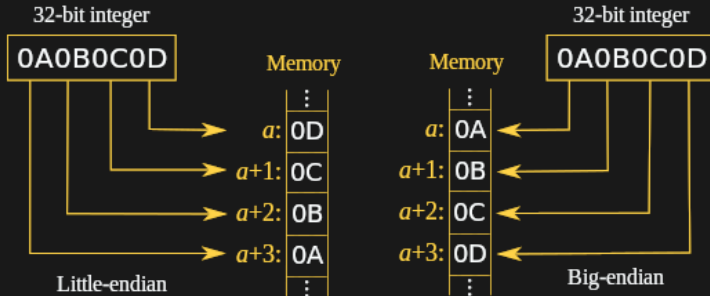 32-bit integer
0A0B0C0D
Memory
⋮
a: 0D
a+1: 0C
a+2: 0B
a+3: 0A
⋮
Little-endian
32-bit integer
0A0B0C0D
Memory
⋮
a: 0A
a+1: 0B
a+2: 0C
a+3: 0D
⋮
Big-endian